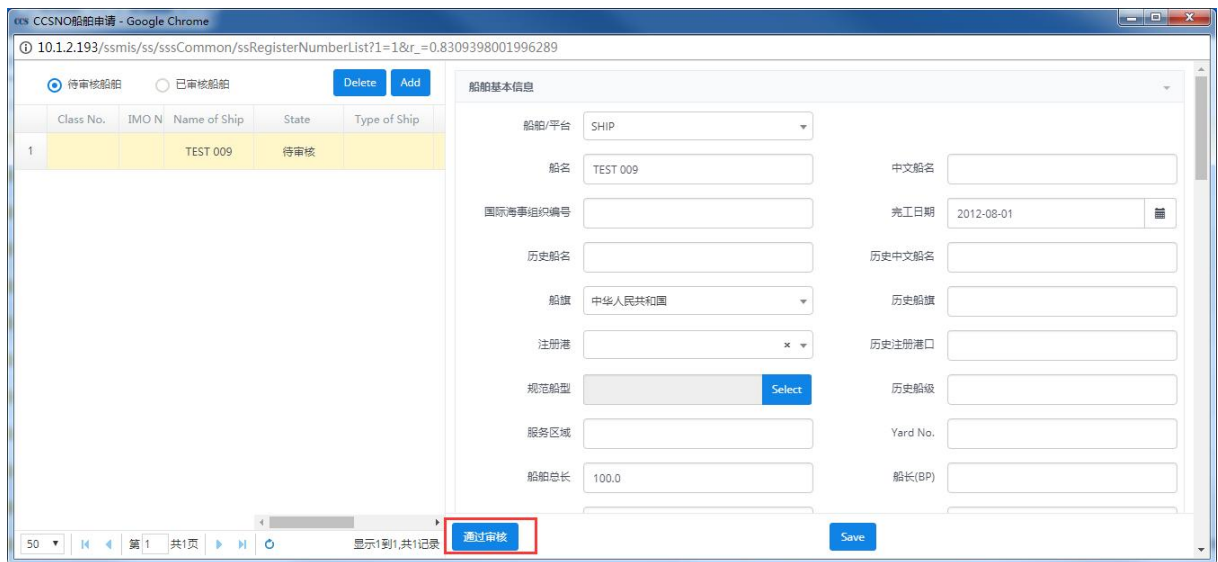 ccs CCSNO船舶申请 - Google Chrome
10.1.2.193/ssmis/ss/sssCommon/ssRegisterNumberList?1=1&r_=0.8309398001996289
待审核船舶 已审核船舶 Delete Add
Class No. IMO N Name of Ship State Type of Ship
1 TEST 009 待审核
船舶基本信息
船舶/平台 SHIP
船名 TEST 009 中文船名
国际海事组织编号 完工日期 2012-08-01
历史船名 历史中文船名
船旗 中华人民共和国 历史船旗
注册港 历史注册港口
规范船型 Select 历史船级
服务区域 Yard No.
船舶总长 100.0 船长(BP)
50 第 1 共1页 显示1到1,共1记录
通过审核 Save